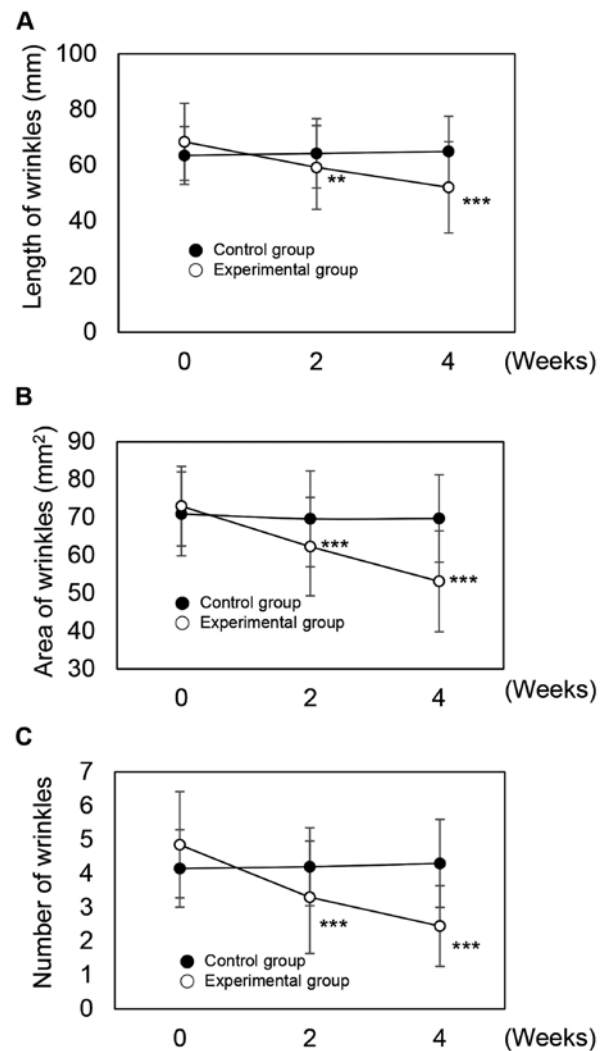 A
Length of wrinkles (mm)
100
80
60
40
20
0
**
***
Control group
Experimental group
0 2 4 (Weeks)
B
Area of wrinkles (mm²)
90
80
70
60
50
40
30
***
***
Control group
Experimental group
0 2 4 (Weeks)
C
Number of wrinkles
7
6
5
4
3
2
1
0
***
***
Control group
Experimental group
0 2 4 (Weeks)